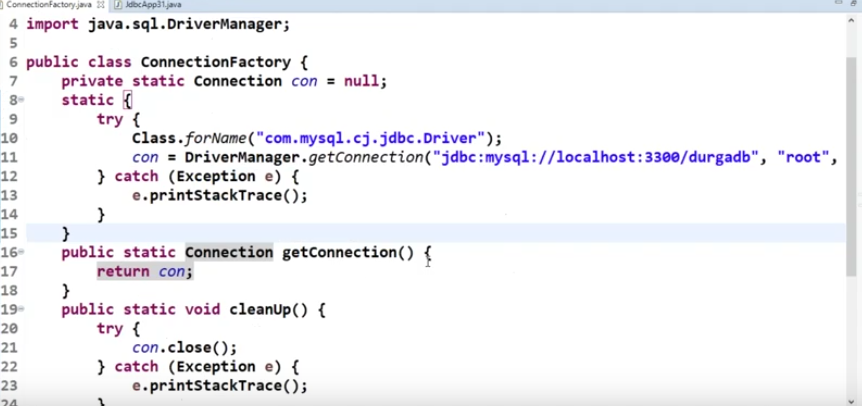 ConnectionFactory.java JdbcApp31.java
4 import java.sql.DriverManager;
5
6 public class ConnectionFactory {
7 private static Connection con = null;
8 static {
9 try {
10 Class.forName("com.mysql.cj.jdbc.Driver");
11 con = DriverManager.getConnection("jdbc:mysql://localhost:3300/durgadb", "root",
12 } catch (Exception e) {
13 e.printStackTrace();
14 }
15 }
16 public static Connection getConnection() {
17 return con;
18 }
19 public static void cleanUp() {
20 try {
21 con.close();
22 } catch (Exception e) {
23 e.printStackTrace();
24 }